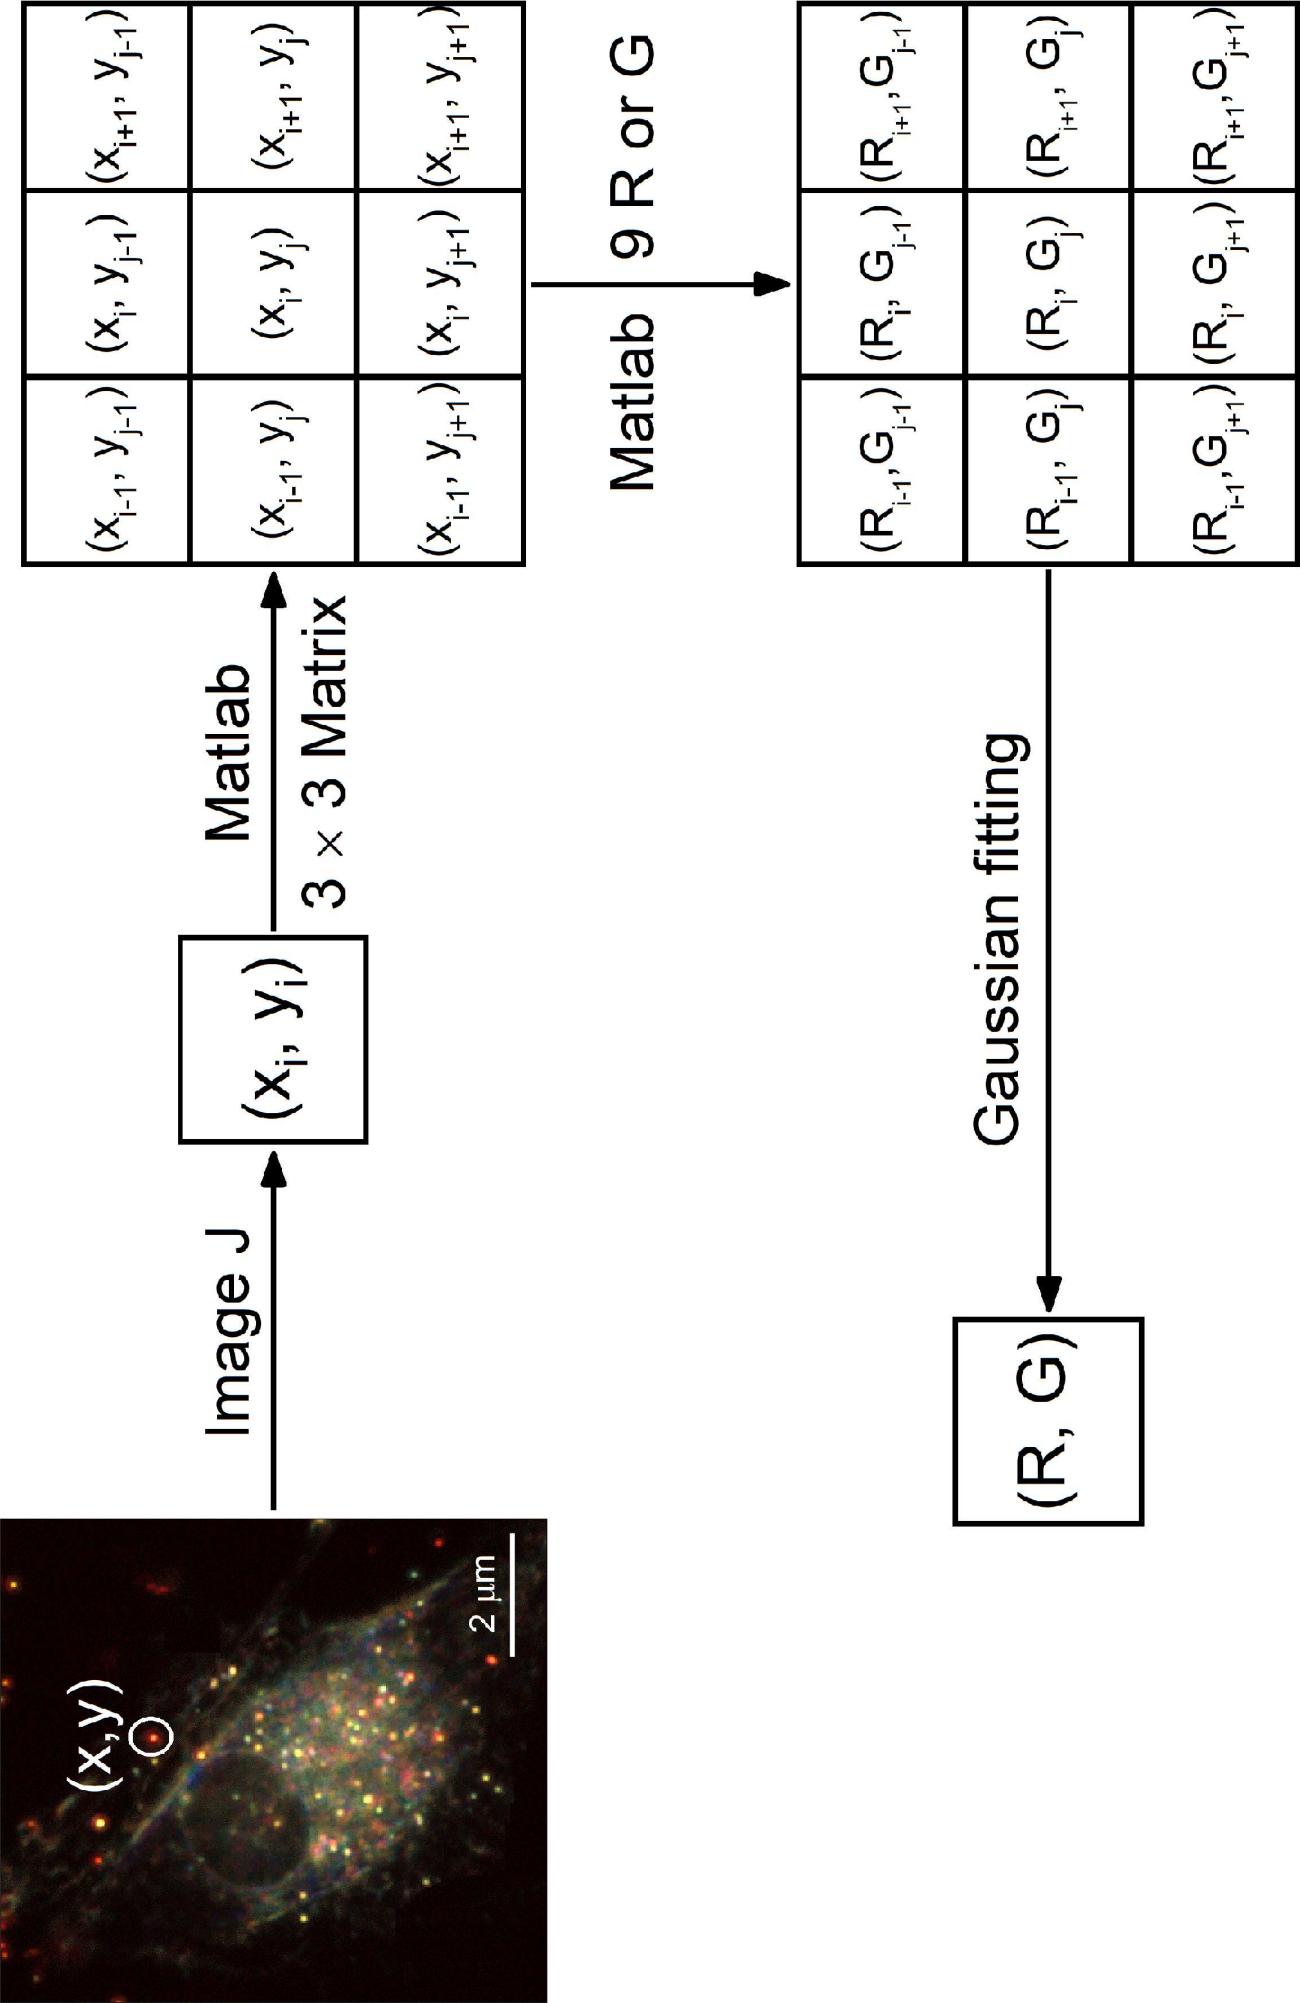 (x,y)
2 μm
Image J
(xᵢ, yᵢ)
Matlab
3 × 3 Matrix
(xᵢ₋₁, yⱼ₋₁) (xᵢ, yⱼ₋₁) (xᵢ₊₁, yⱼ₋₁)
(xᵢ₋₁, yⱼ) (xᵢ, yⱼ) (xᵢ₊₁, yⱼ)
(xᵢ₋₁, yⱼ₊₁) (xᵢ, yⱼ₊₁) (xᵢ₊₁, yⱼ₊₁)
Matlab 9 R or G
(Rᵢ₋₁,Gⱼ₋₁) (Rᵢ, Gⱼ₋₁) (Rᵢ₊₁,Gⱼ₋₁)
(Rᵢ₋₁, Gⱼ) (Rᵢ, Gⱼ) (Rᵢ₊₁, Gⱼ)
(Rᵢ₋₁,Gⱼ₊₁) (Rᵢ, Gⱼ₊₁) (Rᵢ₊₁,Gⱼ₊₁)
Gaussian fitting
(R, G)